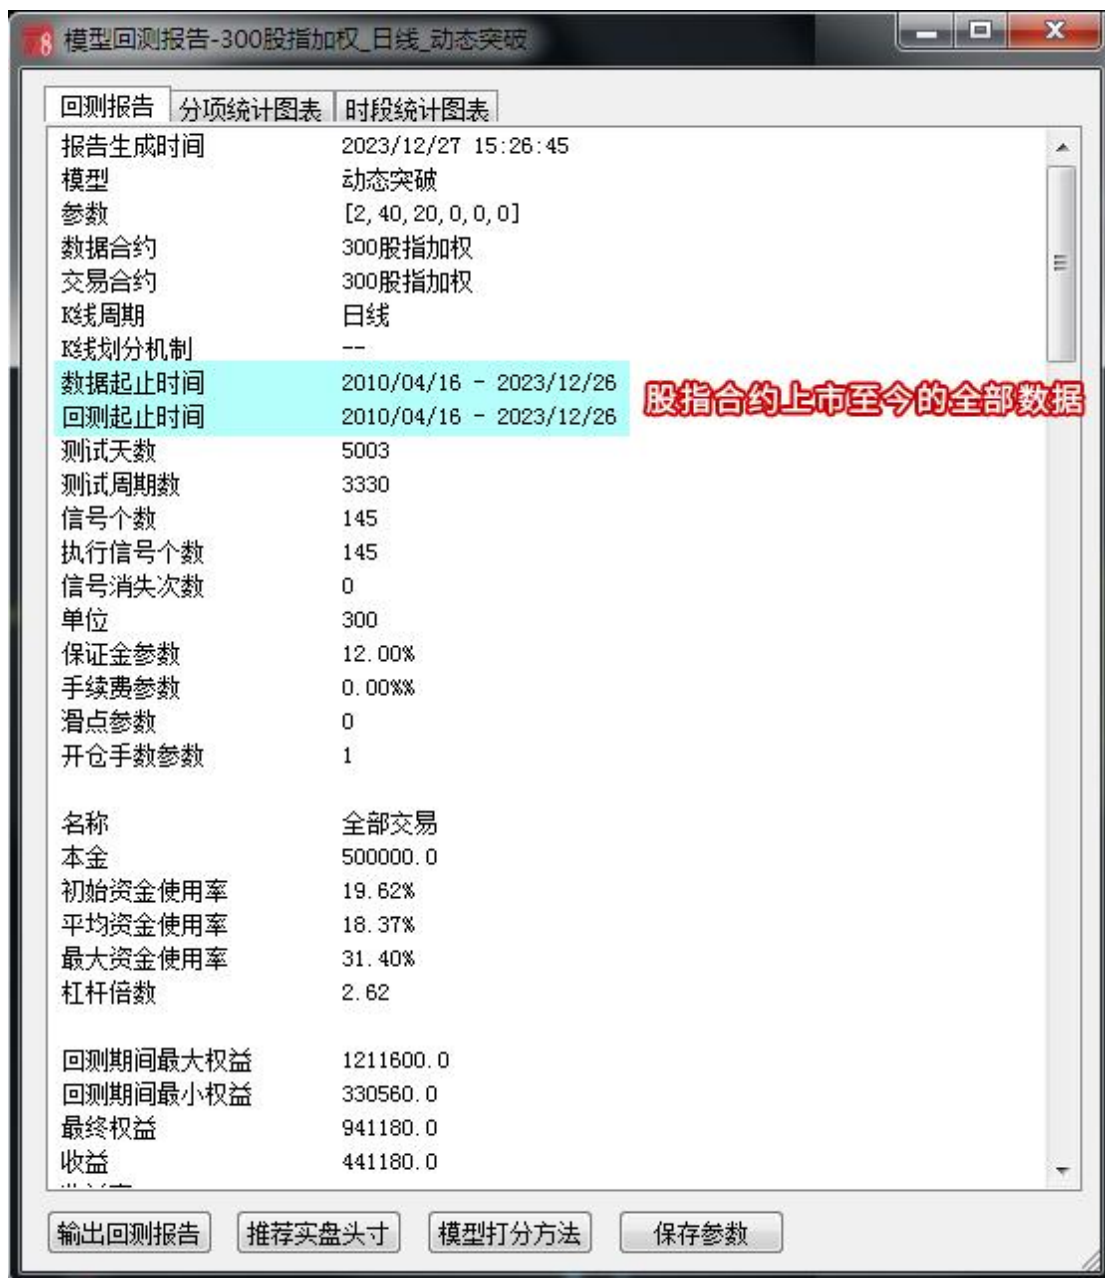 模型回测报告-300股指加权_日线_动态突破
回测报告 分项统计图表 时段统计图表
报告生成时间 2023/12/27 15:26:45
模型 动态突破
参数 [2,40,20,0,0,0]
数据合约 300股指加权
交易合约 300股指加权
K线周期 日线
K线划分机制 --
数据起止时间 2010/04/16 - 2023/12/26
回测起止时间 2010/04/16 - 2023/12/26
股指合约上市至今的全部数据
测试天数 5003
测试周期数 3330
信号个数 145
执行信号个数 145
信号消失次数 0
单位 300
保证金参数 12.00%
手续费参数 0.00%%
滑点参数 0
开仓手数参数 1
名称 全部交易
本金 500000.0
初始资金使用率 19.62%
平均资金使用率 18.37%
最大资金使用率 31.40%
杠杆倍数 2.62
回测期间最大权益 1211600.0
回测期间最小权益 330560.0
最终权益 941180.0
收益 441180.0
输出回测报告 推荐实盘头寸 模型打分方法 保存参数